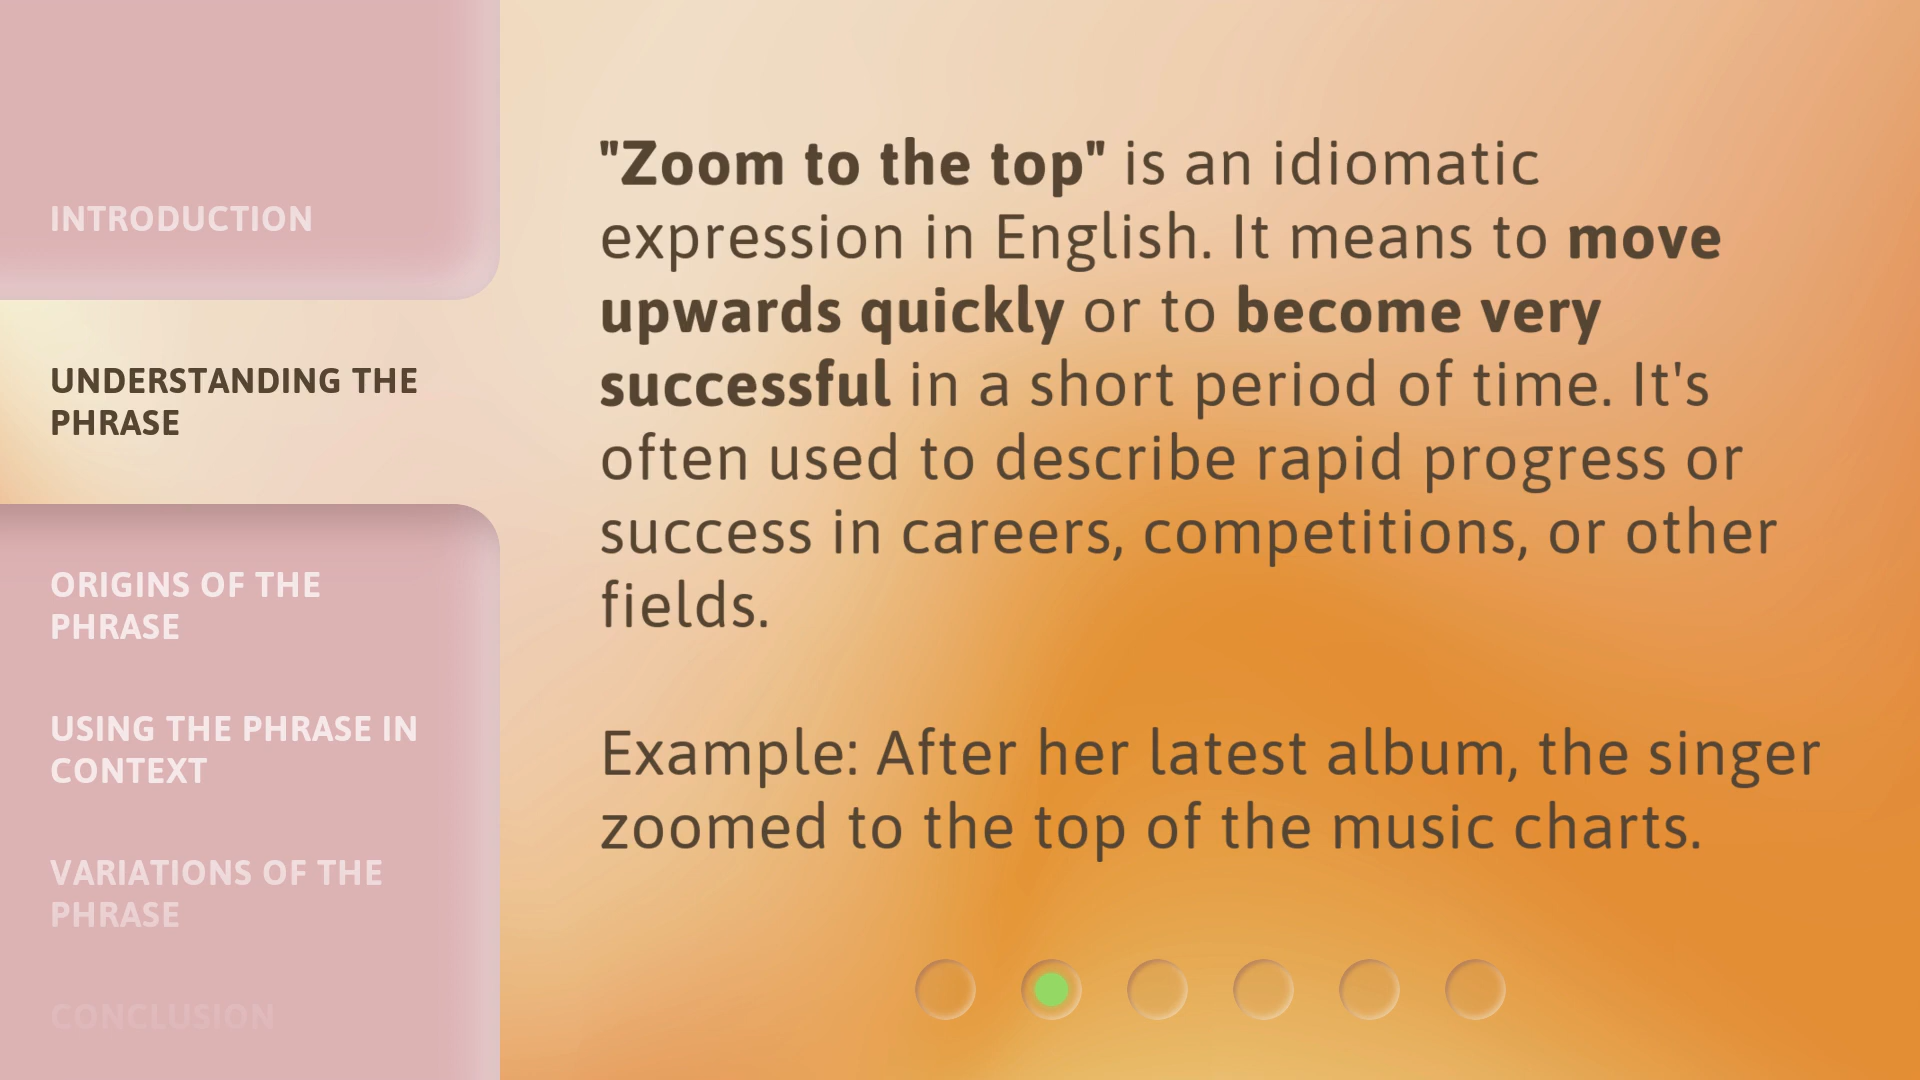 INTRODUCTION
UNDERSTANDING THE
PHRASE
ORIGINS OF THE
PHRASE
USING THE PHRASE IN
CONTEXT
VARIATIONS OF THE
PHRASE
CONCLUSION
"Zoom to the top" is an idiomatic
expression in English. It means to move
upwards quickly or to become very
successful in a short period of time. It's
often used to describe rapid progress or
success in careers, competitions, or other
fields.
Example: After her latest album, the singer
zoomed to the top of the music charts.